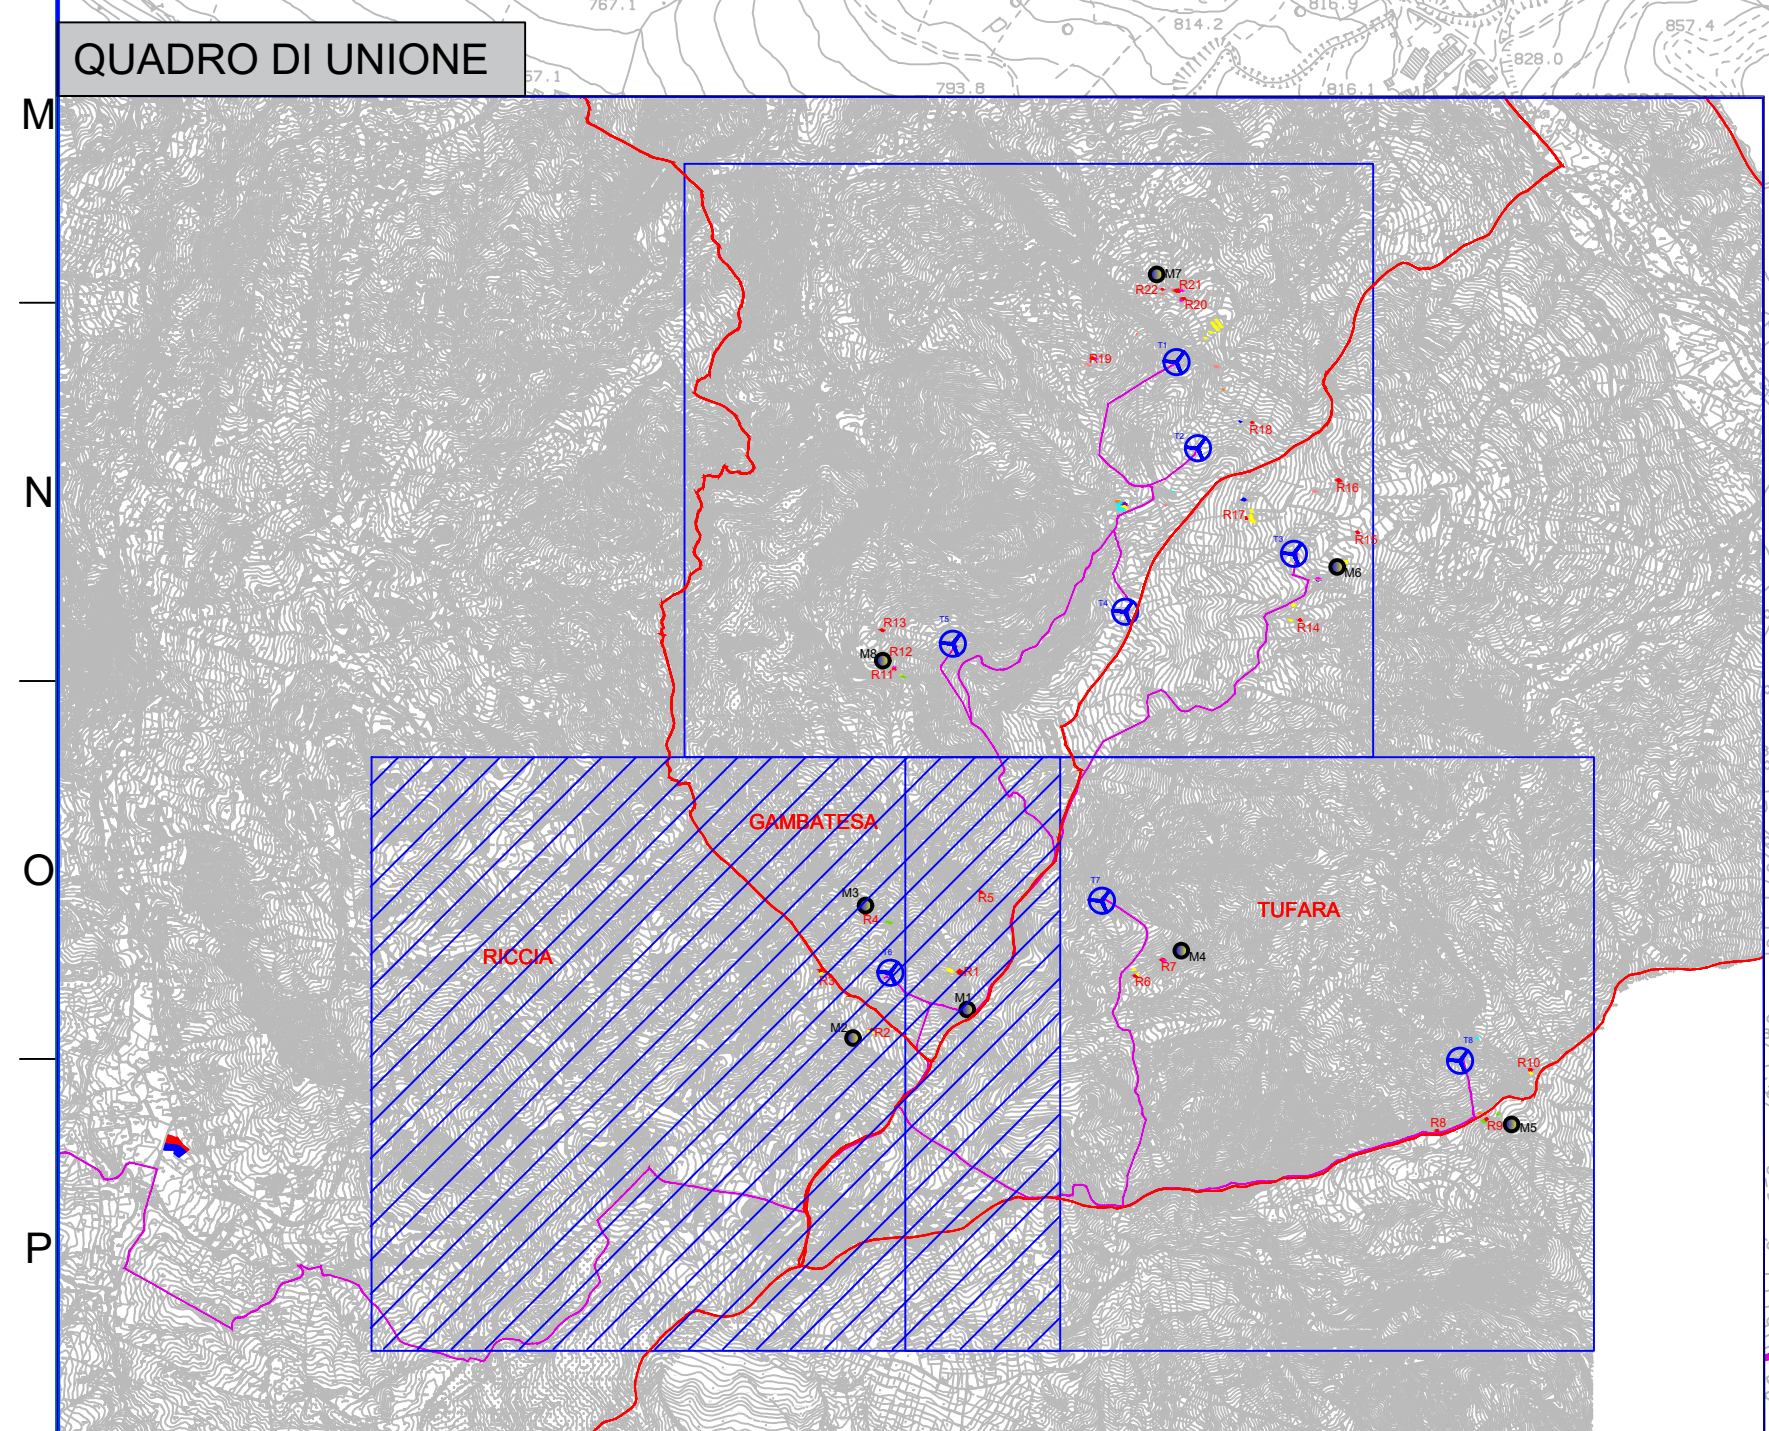 767.1
816.9
814.2
857.4
QUADRO DI UNIONE
57.1
828.0
793.8
816.1
M
M7
R22
R21
R20
T1
R19
T2
R18
N
R16
R17
R15
T3
M6
T4
R14
R13
T5
M8
R12
R11
GAMBATESA
O
M3
R4
R5
T7
TUFARA
RICCIA
T6
R3
R1
M4
R7
R6
M1
M2
R2
T8
R10
R8
R9
M5
P